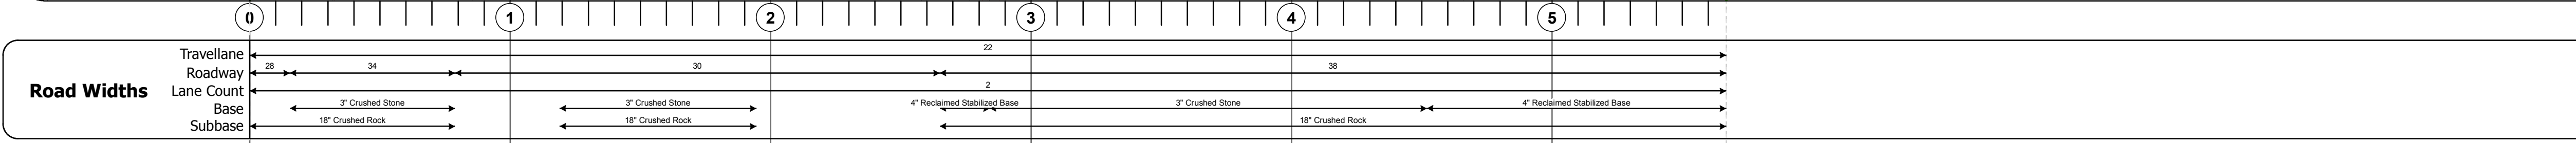 0 1 2 3 4 5
Road Widths
Travellane 22
Roadway 28 34 30 38
Lane Count 2
Base 3" Crushed Stone 3" Crushed Stone 4" Reclaimed Stabilized Base 3" Crushed Stone 4" Reclaimed Stabilized Base
Subbase 18" Crushed Rock 18" Crushed Rock 18" Crushed Rock